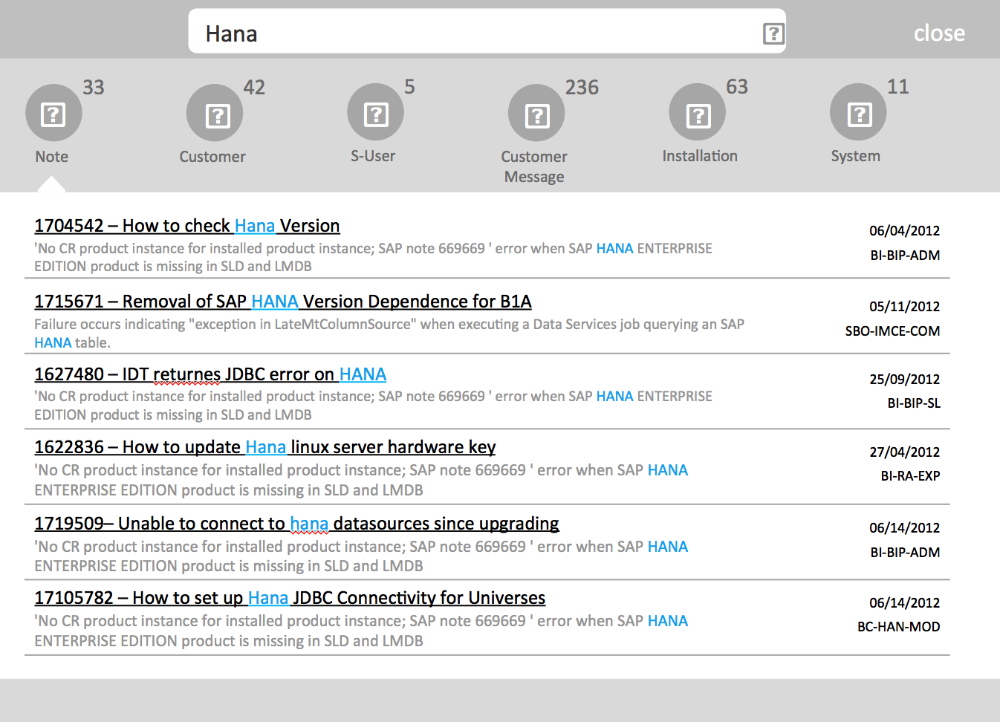 Hana
close
33
42
5
236
63
11
Note
Customer
S-User
Customer
Message
Installation
System
1704542 – How to check Hana Version
'No CR product instance for installed product instance; SAP note 669669 ' error when SAP HANA ENTERPRISE
EDITION product is missing in SLD and LMDB
06/04/2012
BI-BIP-ADM
1715671 – Removal of SAP HANA Version Dependence for B1A
Failure occurs indicating "exception in LateMtColumnSource" when executing a Data Services job querying an SAP
HANA table.
05/11/2012
SBO-IMCE-COM
1627480 – IDT returnes JDBC error on HANA
'No CR product instance for installed product instance; SAP note 669669 ' error when SAP HANA ENTERPRISE
EDITION product is missing in SLD and LMDB
25/09/2012
BI-BIP-SL
1622836 – How to update Hana linux server hardware key
'No CR product instance for installed product instance; SAP note 669669 ' error when SAP HANA
ENTERPRISE EDITION product is missing in SLD and LMDB
27/04/2012
BI-RA-EXP
1719509– Unable to connect to hana datasources since upgrading
'No CR product instance for installed product instance; SAP note 669669 ' error when SAP HANA
ENTERPRISE EDITION product is missing in SLD and LMDB
06/14/2012
BI-BIP-ADM
17105782 – How to set up Hana JDBC Connectivity for Universes
'No CR product instance for installed product instance; SAP note 669669 ' error when SAP HANA
ENTERPRISE EDITION product is missing in SLD and LMDB
06/14/2012
BC-HAN-MOD